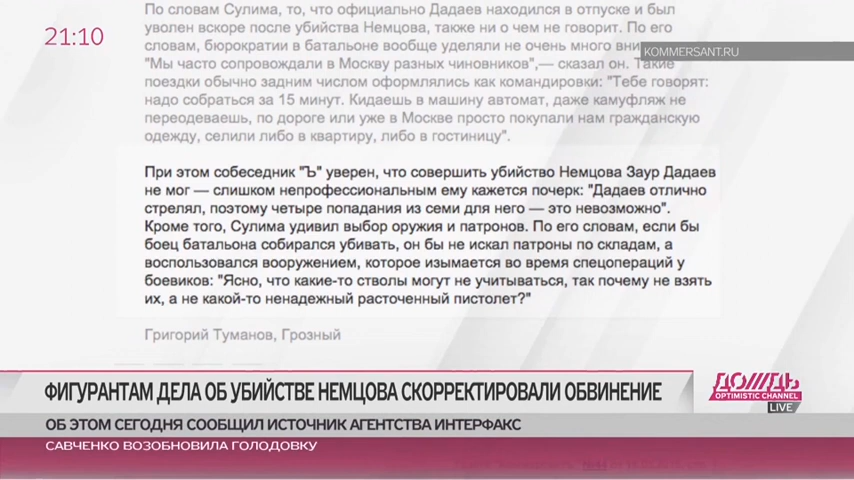 По словам Сулима, то, что официально Дадаев находился в отпуске и был
21:10
уволен вскоре после убийства Немцова, также ни о чем не говорит. По его
словам, бюрократии в батальоне вообще уделяли не очень много
KOMMERSANT.RU
"Мы часто сопровождали в Москву разных чиновников",— сказал он. Такие
поездки обычно задним числом оформлялись как командировки: "Тебе говорят:
надо собраться за 15 минут. Кидаешь в машину автомат, даже камуфляж не
переодеваешь, по дороге или уже в Москве просто покупали нам гражданскую
одежду, селили либо в квартиру, либо в гостиницу".
При этом собеседник "Ъ" уверен, что совершить убийство Немцова Заур Дадаев
не мог — слишком непрофессиональным ему кажется почерк: "Дадаев отлично
стрелял, поэтому четыре попадания из семи для него — это невозможно".
Кроме того, Сулима удивил выбор оружия и патронов. По его словам, если бы
боец батальона собирался убивать, он бы не искал патроны по складам, а
воспользовался вооружением, которое изымается во время спецопераций у
боевиков: "Ясно, что какие-то стволы могут не учитываться, так почему не взять
их, а не какой-то ненадежный расточенный пистолет?"
Григорий Туманов, Грозный
ФИГУРАНТАМ ДЕЛА ОБ УБИЙСТВЕ НЕМЦОВА СКОРРЕКТИРОВАЛИ ОБВИНЕНИЕ
ДОЖДЬ
OPTIMISTIC CHANNEL
LIVE
ОБ ЭТОМ СЕГОДНЯ СООБЩИЛ ИСТОЧНИК АГЕНТСТВА ИНТЕРФАКС
САВЧЕНКО ВОЗОБНОВИЛА ГОЛОДОВКУ